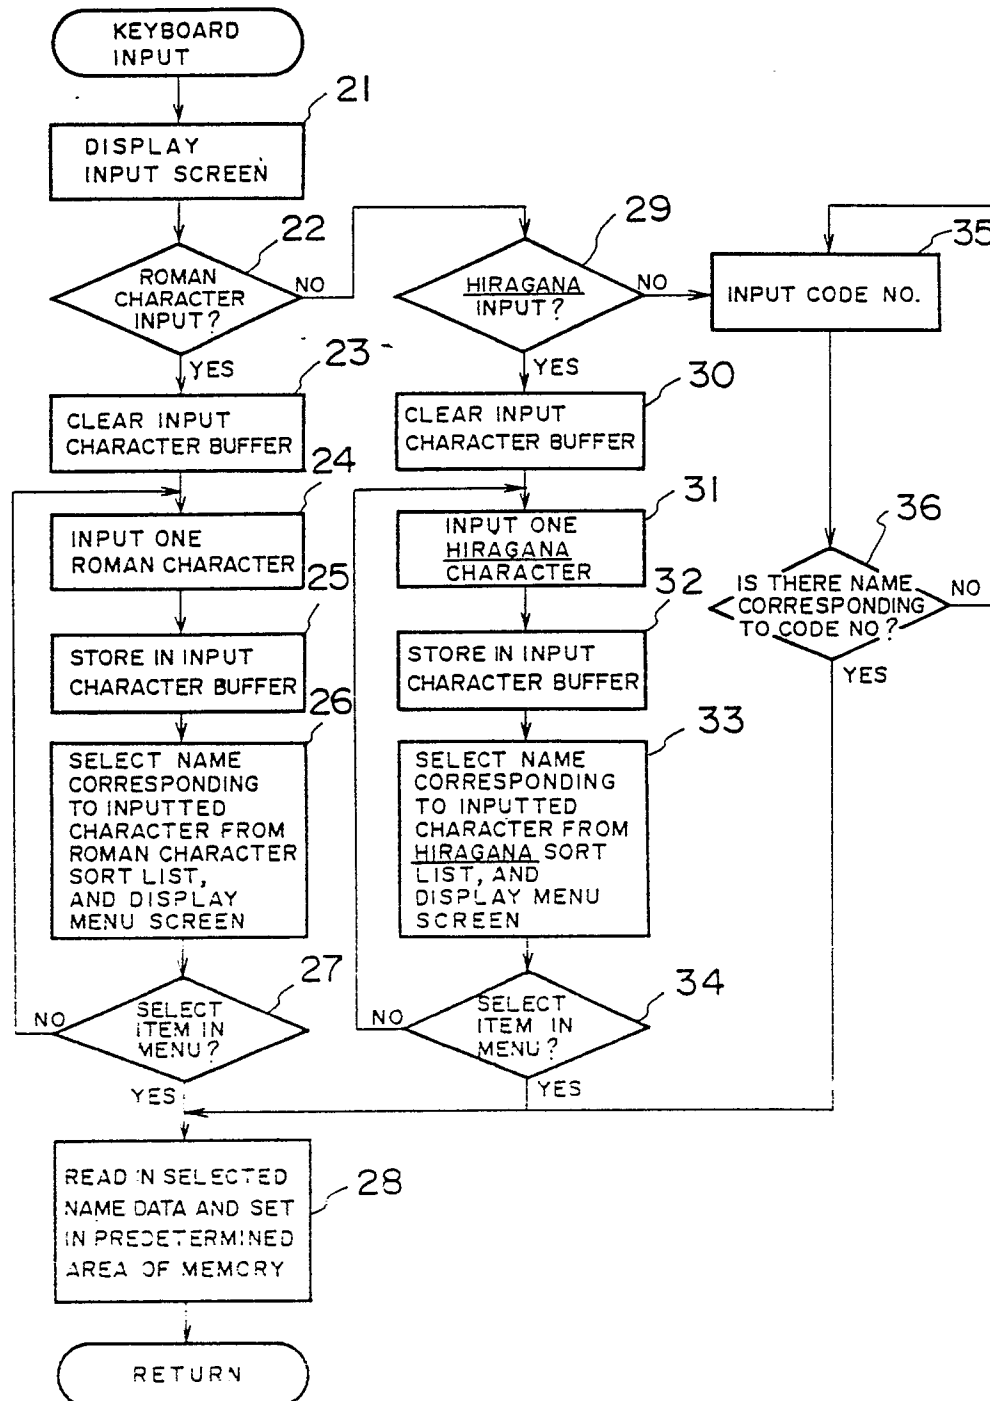 KEYBOARD
INPUT
21
DISPLAY
INPUT SCREEN
22
ROMAN
CHARACTER
INPUT?
NO
YES
23
CLEAR INPUT
CHARACTER BUFFER
24
INPUT ONE
ROMAN CHARACTER
25
STORE IN INPUT
CHARACTER BUFFER
26
SELECT NAME
CORRESPONDING
TO INPUTTED
CHARACTER FROM
ROMAN CHARACTER
SORT LIST,
AND DISPLAY
MENU SCREEN
27
SELECT
ITEM IN
MENU?
NO
YES
28
READ IN SELECTED
NAME DATA AND SET
IN PREDETERMINED
AREA OF MEMORY
RETURN
29
HIRAGANA
INPUT?
NO
YES
30
CLEAR INPUT
CHARACTER BUFFER
31
INPUT ONE
HIRAGANA
CHARACTER
32
STORE IN INPUT
CHARACTER BUFFER
33
SELECT NAME
CORRESPONDING
TO INPUTTED
CHARACTER FROM
HIRAGANA SORT
LIST, AND
DISPLAY MENU
SCREEN
34
SELECT
ITEM IN
MENU?
NO
YES
35
INPUT CODE NO.
36
IS THERE NAME
CORRESPONDING
TO CODE NO?
NO
YES